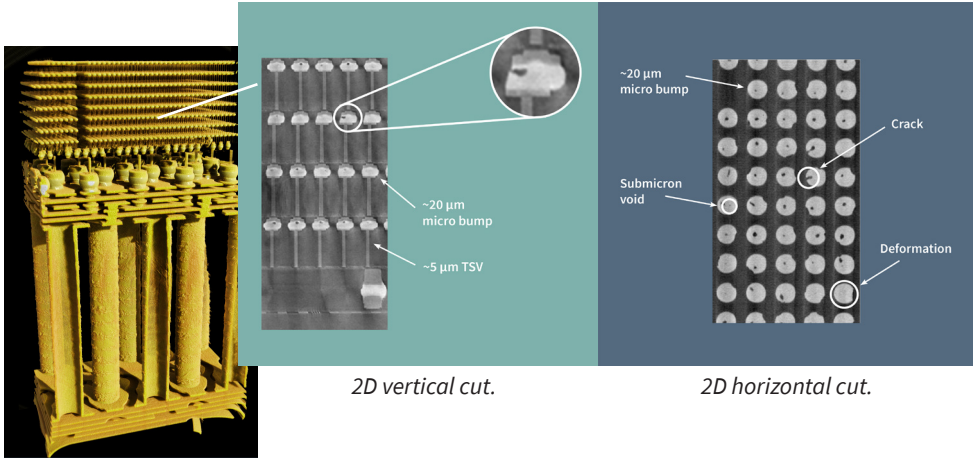 ~20 μm
micro bump
~5 μm TSV
2D vertical cut.
~20 μm
micro bump
Crack
Submicron
void
Deformation
2D horizontal cut.